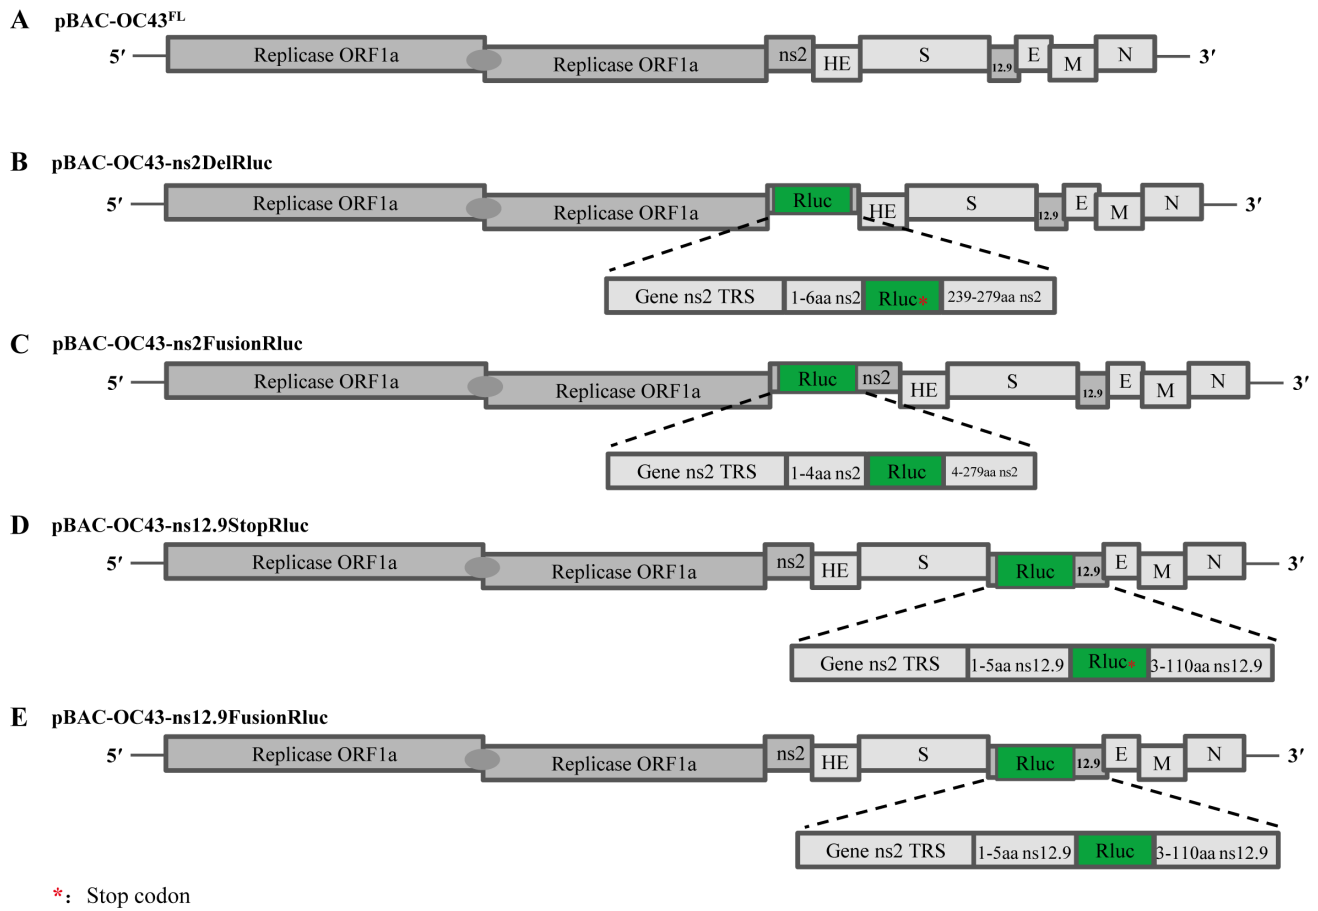 A pBAC-OC43FL
5′ Replicase ORF1a Replicase ORF1a ns2 HE S 12.9 E M N 3′
B pBAC-OC43-ns2DelRluc
5′ Replicase ORF1a Replicase ORF1a Rluc HE S 12.9 E M N 3′
Gene ns2 TRS 1-6aa ns2 Rluc* 239-279aa ns2
C pBAC-OC43-ns2FusionRluc
5′ Replicase ORF1a Replicase ORF1a Rluc ns2 HE S 12.9 E M N 3′
Gene ns2 TRS 1-4aa ns2 Rluc 4-279aa ns2
D pBAC-OC43-ns12.9StopRluc
5′ Replicase ORF1a Replicase ORF1a ns2 HE S Rluc 12.9 E M N 3′
Gene ns2 TRS 1-5aa ns12.9 Rluc* 3-110aa ns12.9
E pBAC-OC43-ns12.9FusionRluc
5′ Replicase ORF1a Replicase ORF1a ns2 HE S Rluc 12.9 E M N 3′
Gene ns2 TRS 1-5aa ns12.9 Rluc 3-110aa ns12.9
*： Stop codon